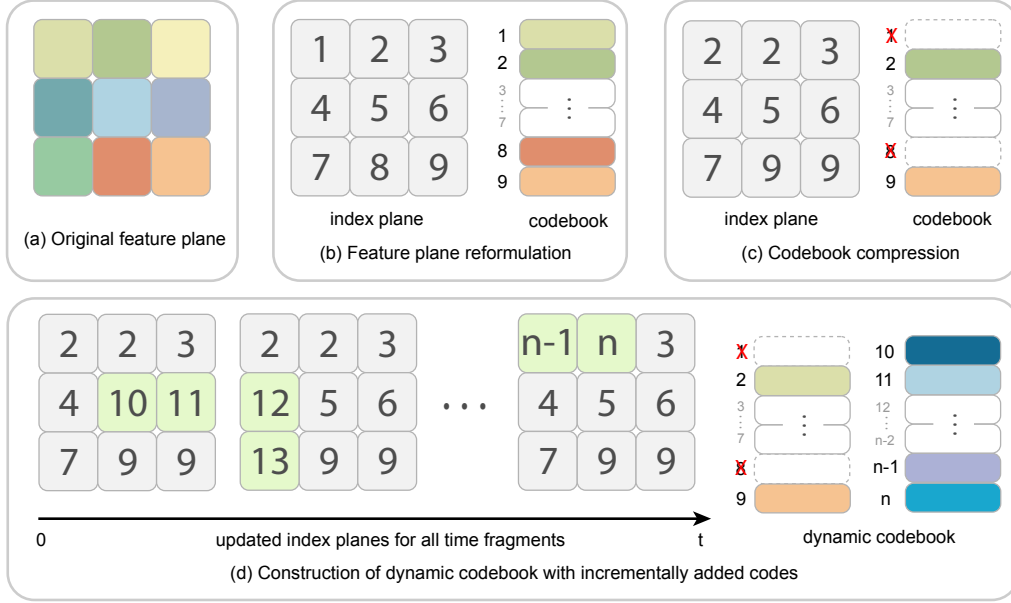 (a) Original feature plane
1 2 3
4 5 6
7 8 9
index plane
1
2
3
7
8
9
codebook
(b) Feature plane reformulation
2 2 3
4 5 6
7 9 9
index plane
1
2
3
7
8
9
codebook
(c) Codebook compression
2 2 3
4 10 11
7 9 9
2 2 3
12 5 6
13 9 9
...
n-1 n 3
4 5 6
7 9 9
0
updated index planes for all time fragments
t
1
2
3
7
8
9
10
11
12
n-2
n-1
n
dynamic codebook
(d) Construction of dynamic codebook with incrementally added codes